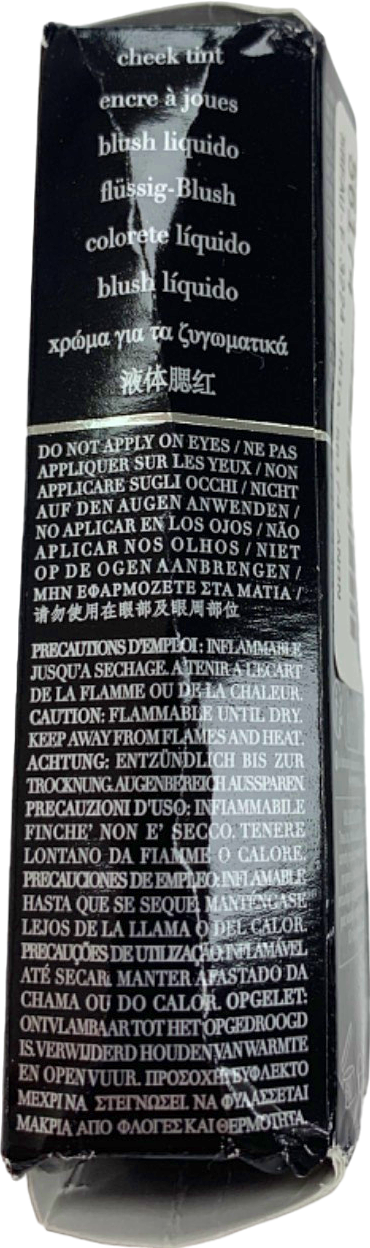 cheek tint
encre à joues
blush liquido
flüssig-Blush
colorete líquido
blush líquido
χρώμα για τα ζυγωματικά
液体腮红
DO NOT APPLY ON EYES / NE PAS
APPLIQUER SUR LES YEUX / NON
APPLICARE SUGLI OCCHI / NICHT
AUF DEN AUGEN ANWENDEN /
NO APLICAR EN LOS OJOS / NÃO
APLICAR NOS OLHOS / NIET
OP DE OGEN AANBRENGEN /
ΜΗΝ ΕΦΑΡΜΟΖΕΤΕ ΣΤΑ ΜΑΤΙΑ /
请勿使用在眼部及眼周部位
PRECAUTIONS D'EMPLOI: INFLAMMABLE
JUSQU'A SECHAGE. A TENIR A L'ECART
DE LA FLAMME OU DE LA CHALEUR.
CAUTION: FLAMMABLE UNTIL DRY.
KEEP AWAY FROM FLAMES AND HEAT.
ACHTUNG: ENTZÜNDLICH BIS ZUR
TROCKNUNG. AUGENBEREICH AUSSPAREN.
PRECAUZIONI D'USO: INFIAMMABILE
FINCHE' NON E' SECCO. TENERE
LONTANO DA FIAMME O CALORE.
PRECAUCIONES DE EMPLEO: INFLAMABLE
HASTA QUE SE SEQUE. MANTENGASE
LEJOS DE LA LLAMA O DEL CALOR.
PRECAUÇÕES DE UTILIZAÇÃO: INFLAMÁVEL
ATÉ SECAR. MANTER AFASTADO DA
CHAMA OU DO CALOR. OPGELET:
ONTVLAMBAAR TOT HET OPGEDROOGD
IS. VERWIJDERD HOUDEN VAN WARMTE
EN OPEN VUUR. ΠΡΟΣΟΧΗ: ΕΥΦΛΕΚΤΟ
ΜΕΧΡΙ ΝΑ ΣΤΕΓΝΩΣΕΙ. ΝΑ ΦΥΛΑΣΣΕΤΑΙ
ΜΑΚΡΙΑ ΑΠΟ ΦΛΟΓΕΣ ΚΑΙ ΘΕΡΜΟΤΗΤΑ.